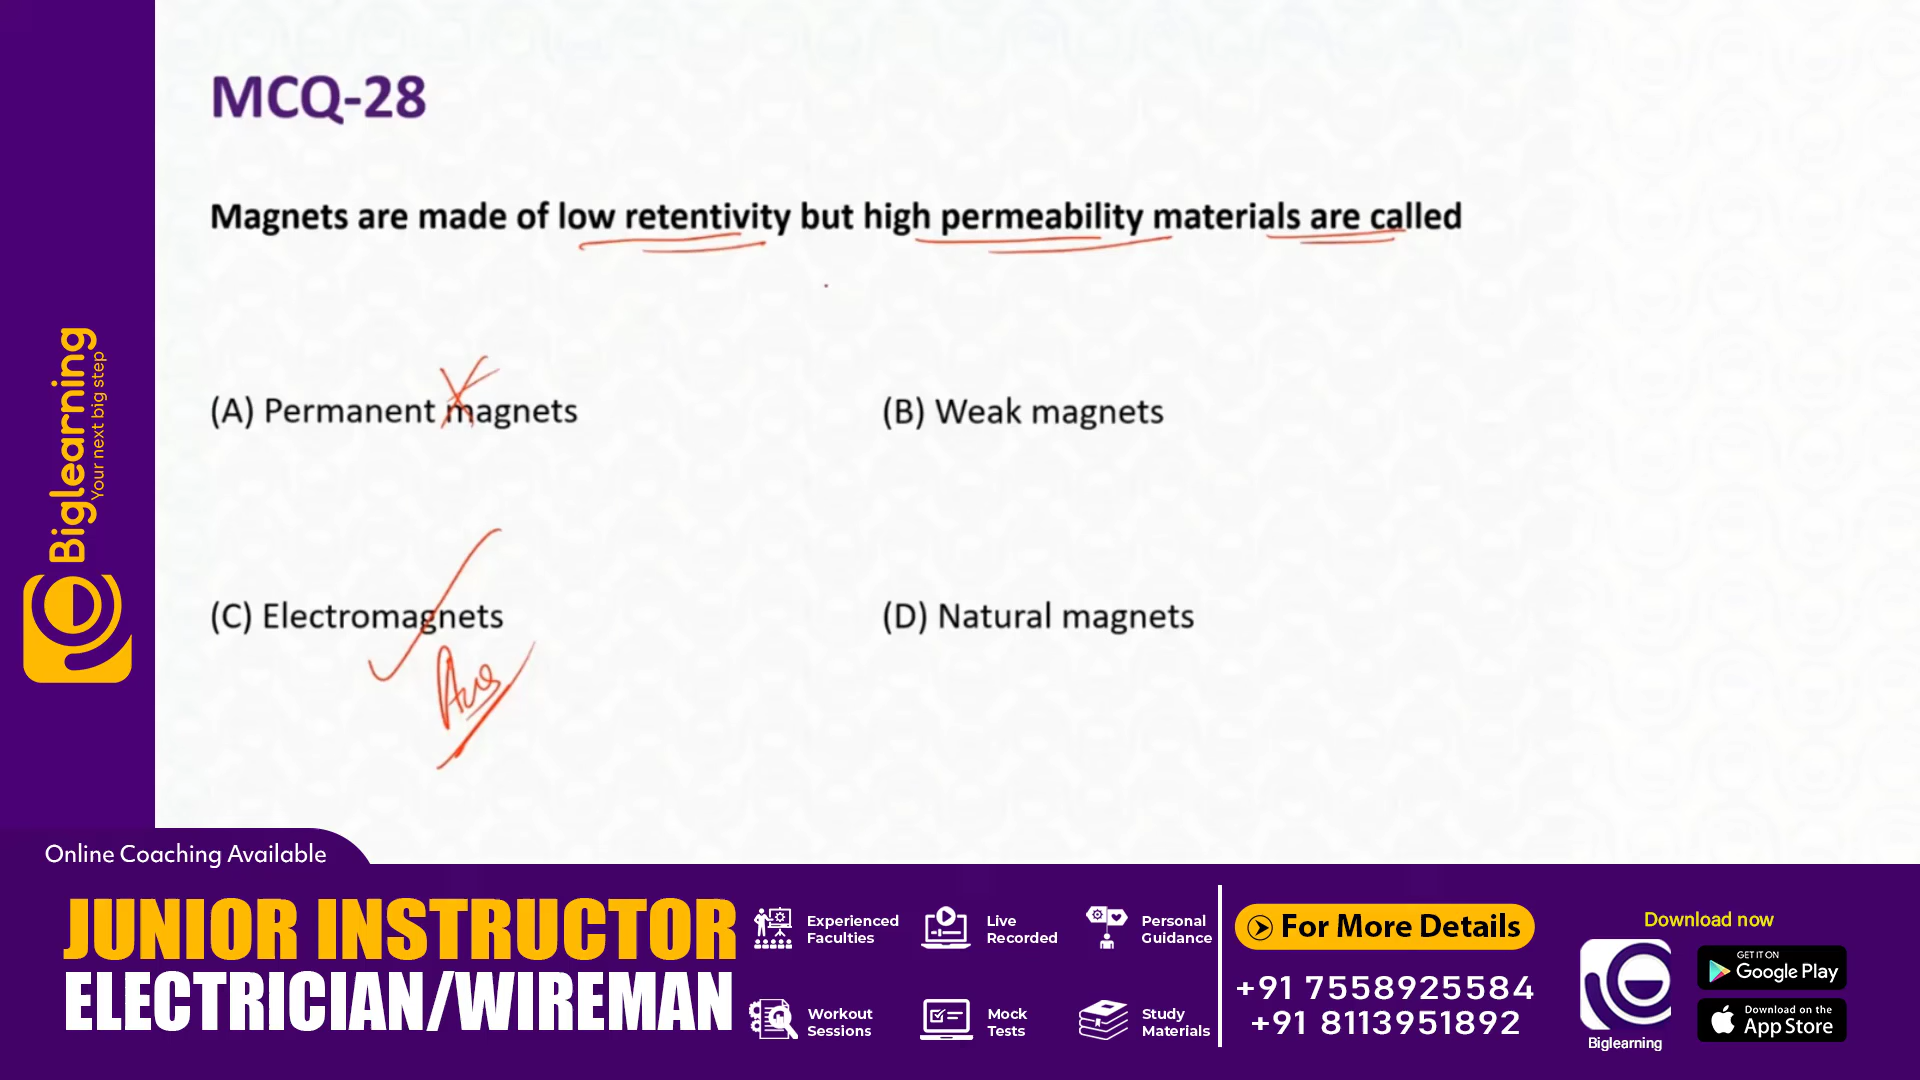 MCQ-28
Magnets are made of low retentivity but high permeability materials are called
(A) Permanent magnets
(B) Weak magnets
(C) Electromagnets
(D) Natural magnets
Ans
Biglearning
Your next big step
Online Coaching Available
JUNIOR INSTRUCTOR
ELECTRICIAN/WIREMAN
Experienced
Faculties
Live
Recorded
Personal
Guidance
Workout
Sessions
Mock
Tests
Study
Materials
For More Details
+91 7558925584
+91 8113951892
Download now
Biglearning
GET IT ON
Google Play
Download on the
App Store